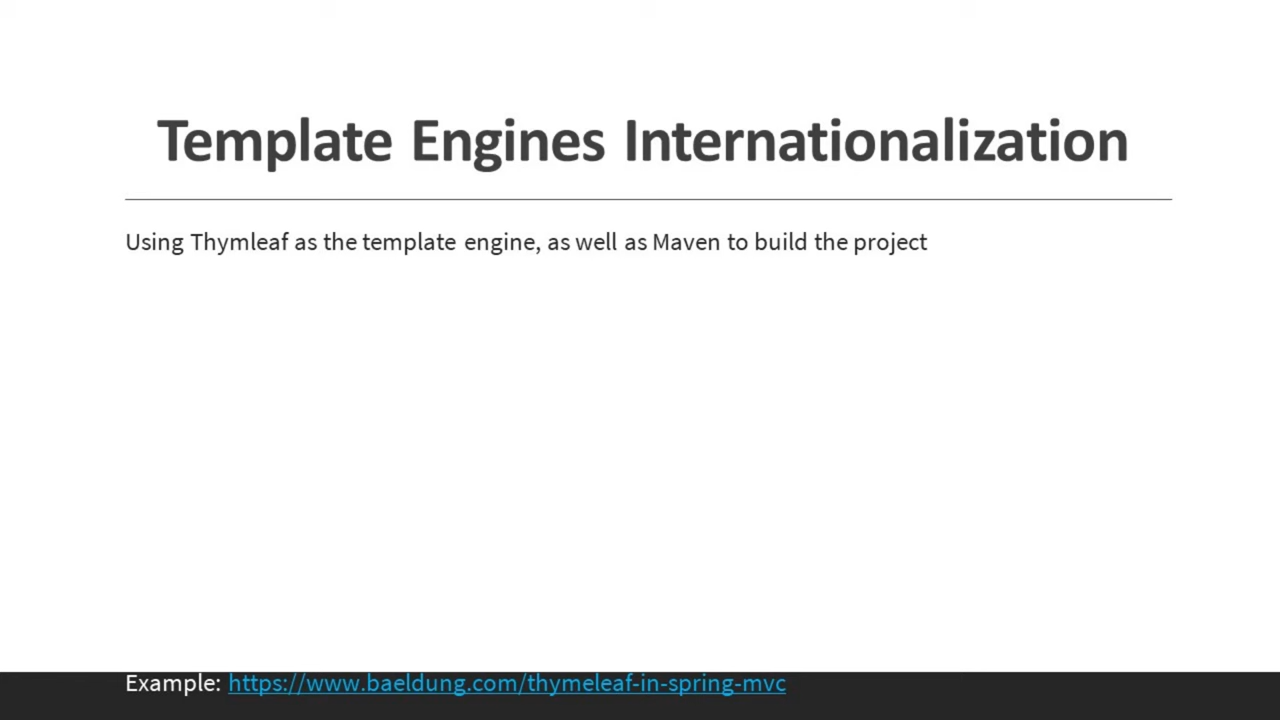 Template Engines Internationalization
Using Thymleaf as the template engine, as well as Maven to build the project
Example: https://www.baeldung.com/thymeleaf-in-spring-mvc